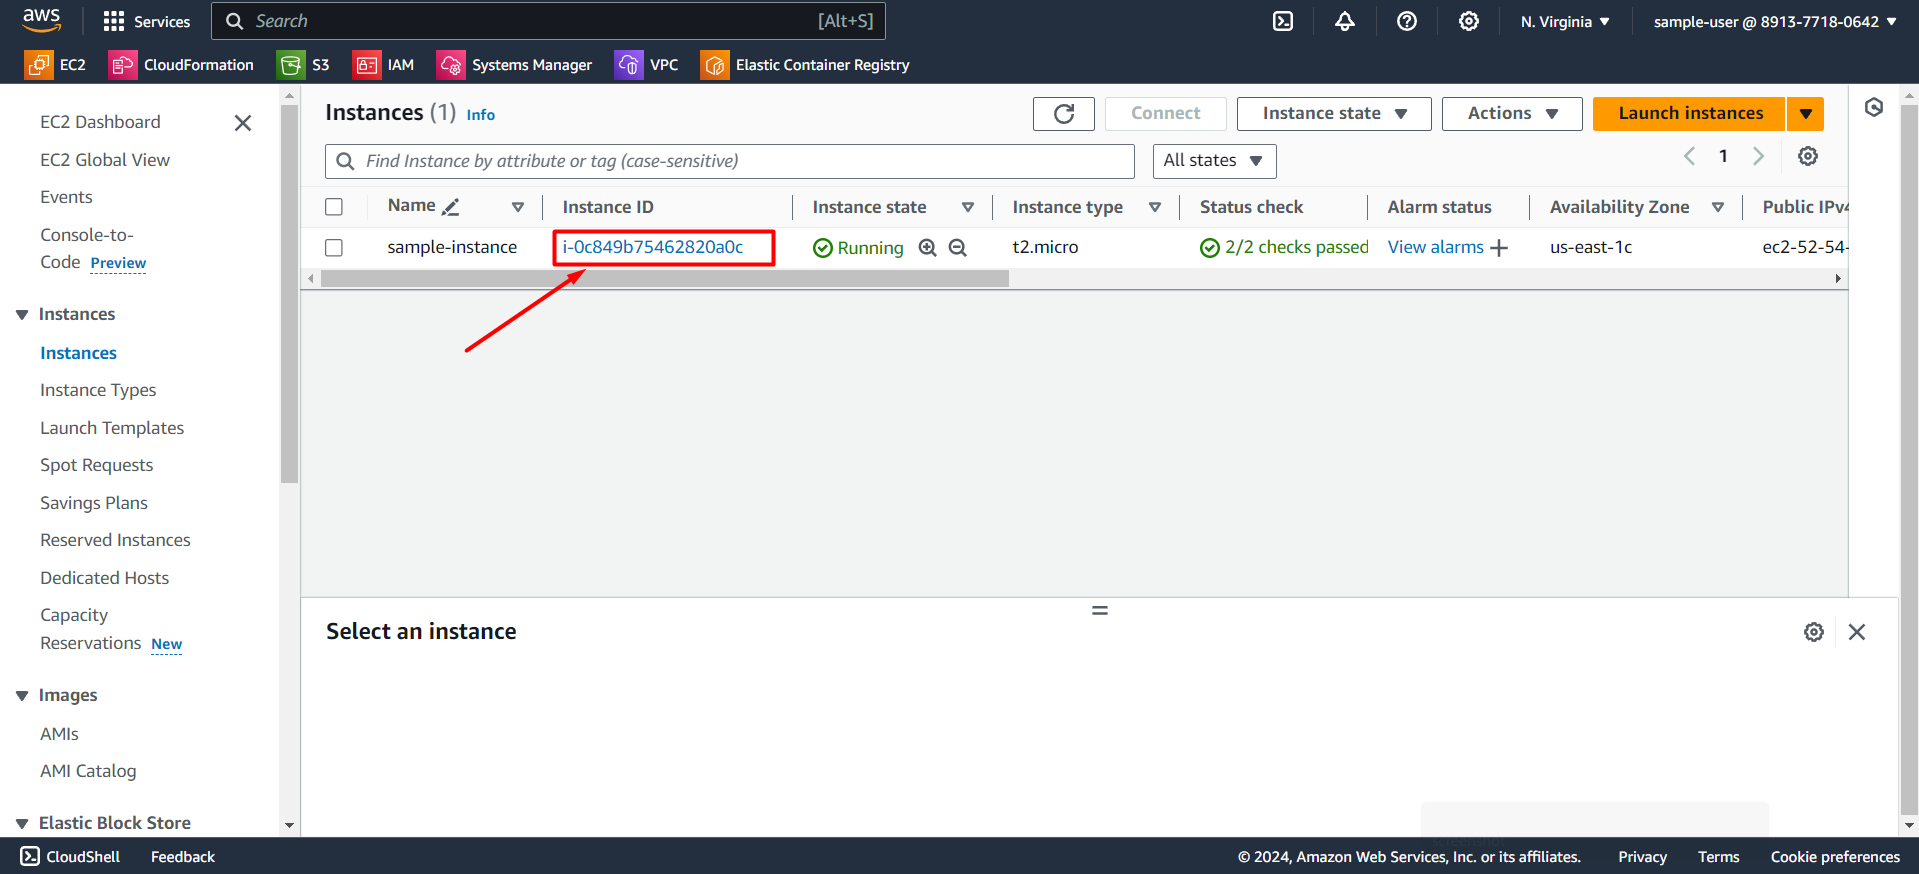 aws Services Search [Alt+S] N. Virginia sample-user @ 8913-7718-0642
EC2 CloudFormation S3 IAM Systems Manager VPC Elastic Container Registry
EC2 Dashboard
EC2 Global View
Events
Console-to-
Code Preview
Instances
Instances
Instance Types
Launch Templates
Spot Requests
Savings Plans
Reserved Instances
Dedicated Hosts
Capacity
Reservations New
Images
AMIs
AMI Catalog
Elastic Block Store
Instances (1) Info Connect Instance state Actions Launch instances
Find Instance by attribute or tag (case-sensitive) All states 1
Name Instance ID Instance state Instance type Status check Alarm status Availability Zone Public IPv4
sample-instance i-0c849b75462820a0c Running t2.micro 2/2 checks passed View alarms us-east-1c ec2-52-54-
Select an instance
CloudShell Feedback © 2024, Amazon Web Services, Inc. or its affiliates. Privacy Terms Cookie preferences